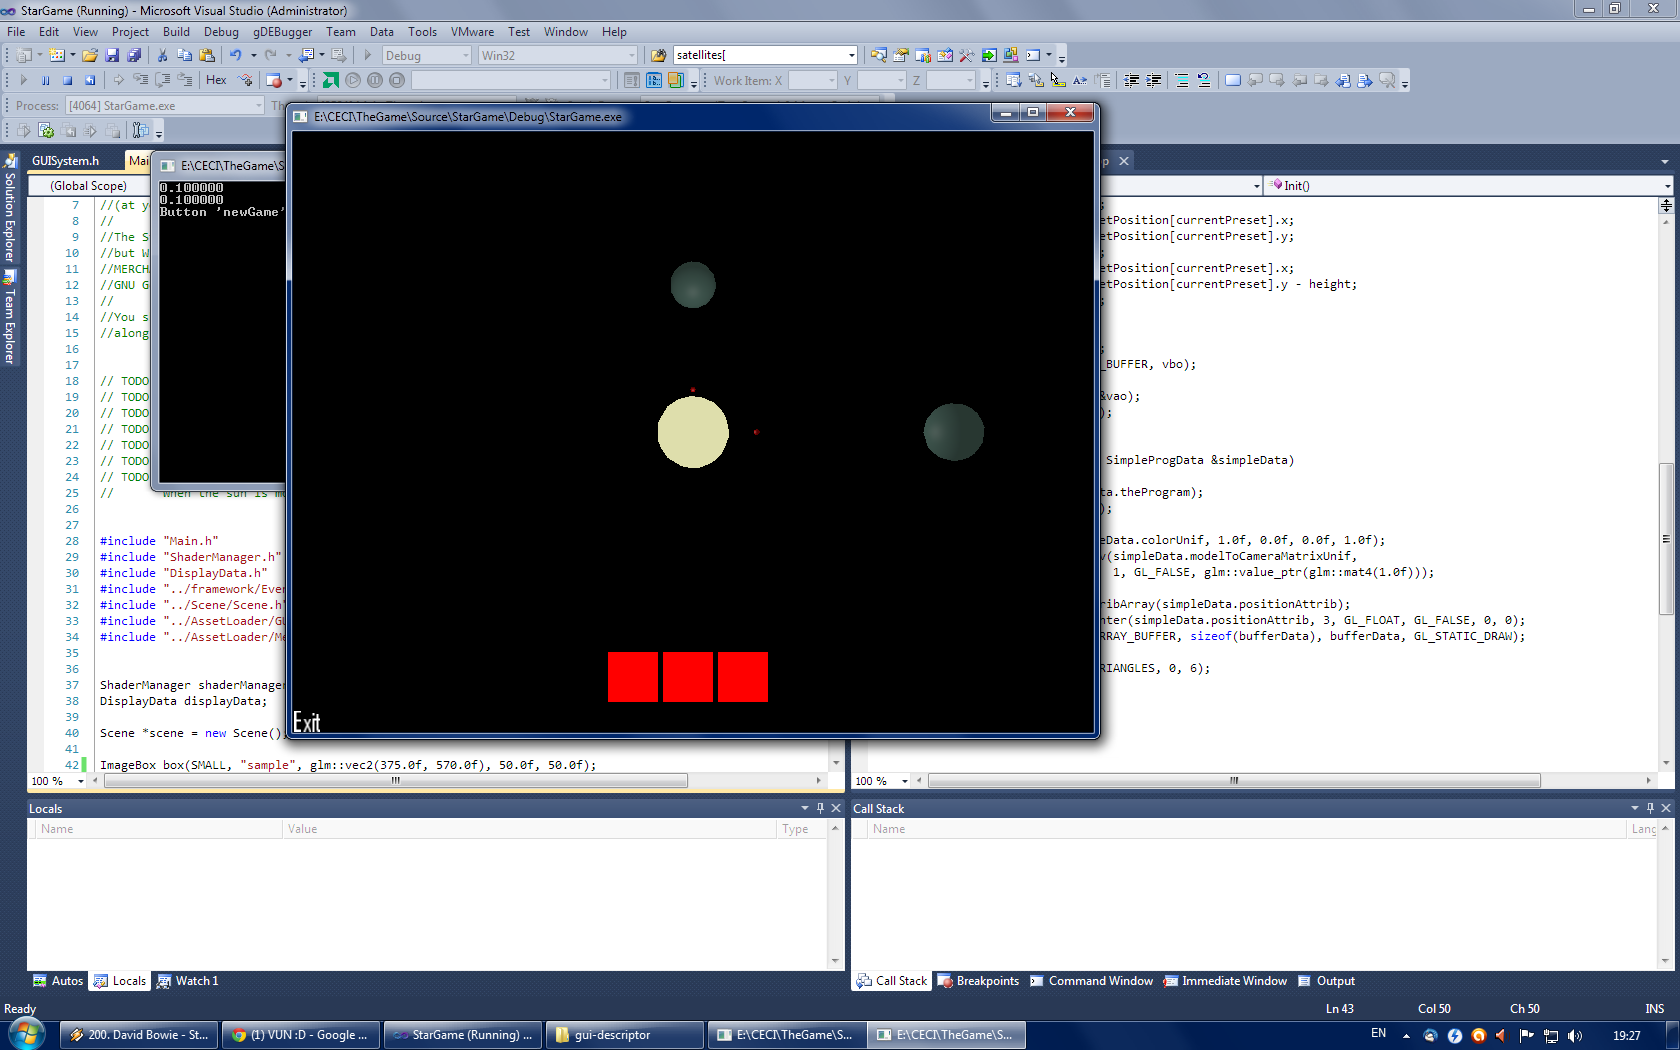 StarGame (Running) - Microsoft Visual Studio (Administrator)
File Edit View Project Build Debug gDEBugger Team Data Tools VMware Test Window Help
Debug Win32 satellites[
Hex Work Item: X Y Z
Process: [4064] StarGame.exe
E:\CECI\TheGame\Source\StarGame\Debug\StarGame.exe
GUISystem.h
(Global Scope)
Init()
Solution Explorer
Team Explorer
E:\CECI\TheGame\S
0.100000
0.100000
Button 'newGame'
7 //(at y
8 //
9 //The S
10 //but W
11 //MERCH
12 //GNU G
13 //
14 //You s
15 //along
16
17
18 // TODO
19 // TODO
20 // TODO
21 // TODO
22 // TODO
23 // TODO
24 // TODO
25 // When the sun is
26
27
28 #include "Main.h"
29 #include "ShaderManager.h"
30 #include "DisplayData.h"
31 #include "../framework/Even
32 #include "../Scene/Scene.h"
33 #include "../AssetLoader/GU
34 #include "../AssetLoader/Me
35
36
37 ShaderManager shaderManager
38 DisplayData displayData;
39
40 Scene *scene = new Scene();
41
42 ImageBox box(SMALL, "sample", glm::vec2(375.0f, 570.0f), 50.0f, 50.0f);
etPosition[currentPreset].x;
etPosition[currentPreset].y;
etPosition[currentPreset].x;
etPosition[currentPreset].y - height;
_BUFFER, vbo);
&vao);
);
SimpleProgData &simpleData)
ta.theProgram);
);
eData.colorUnif, 1.0f, 0.0f, 0.0f, 1.0f);
v(simpleData.modelToCameraMatrixUnif,
1, GL_FALSE, glm::value_ptr(glm::mat4(1.0f)));
ribArray(simpleData.positionAttrib);
nter(simpleData.positionAttrib, 3, GL_FLOAT, GL_FALSE, 0, 0);
RRAY_BUFFER, sizeof(bufferData), bufferData, GL_STATIC_DRAW);
RIANGLES, 0, 6);
Exit
100 %
100 %
Locals
Name Value Type
Call Stack
Name Lang
Autos Locals Watch 1
Call Stack Breakpoints Command Window Immediate Window Output
Ready Ln 43 Col 50 Ch 50 INS
200. David Bowie - St... (1) VUN :D - Google ... StarGame (Running) ... gui-descriptor E:\CECI\TheGame\S... E:\CECI\TheGame\S... EN 19:27